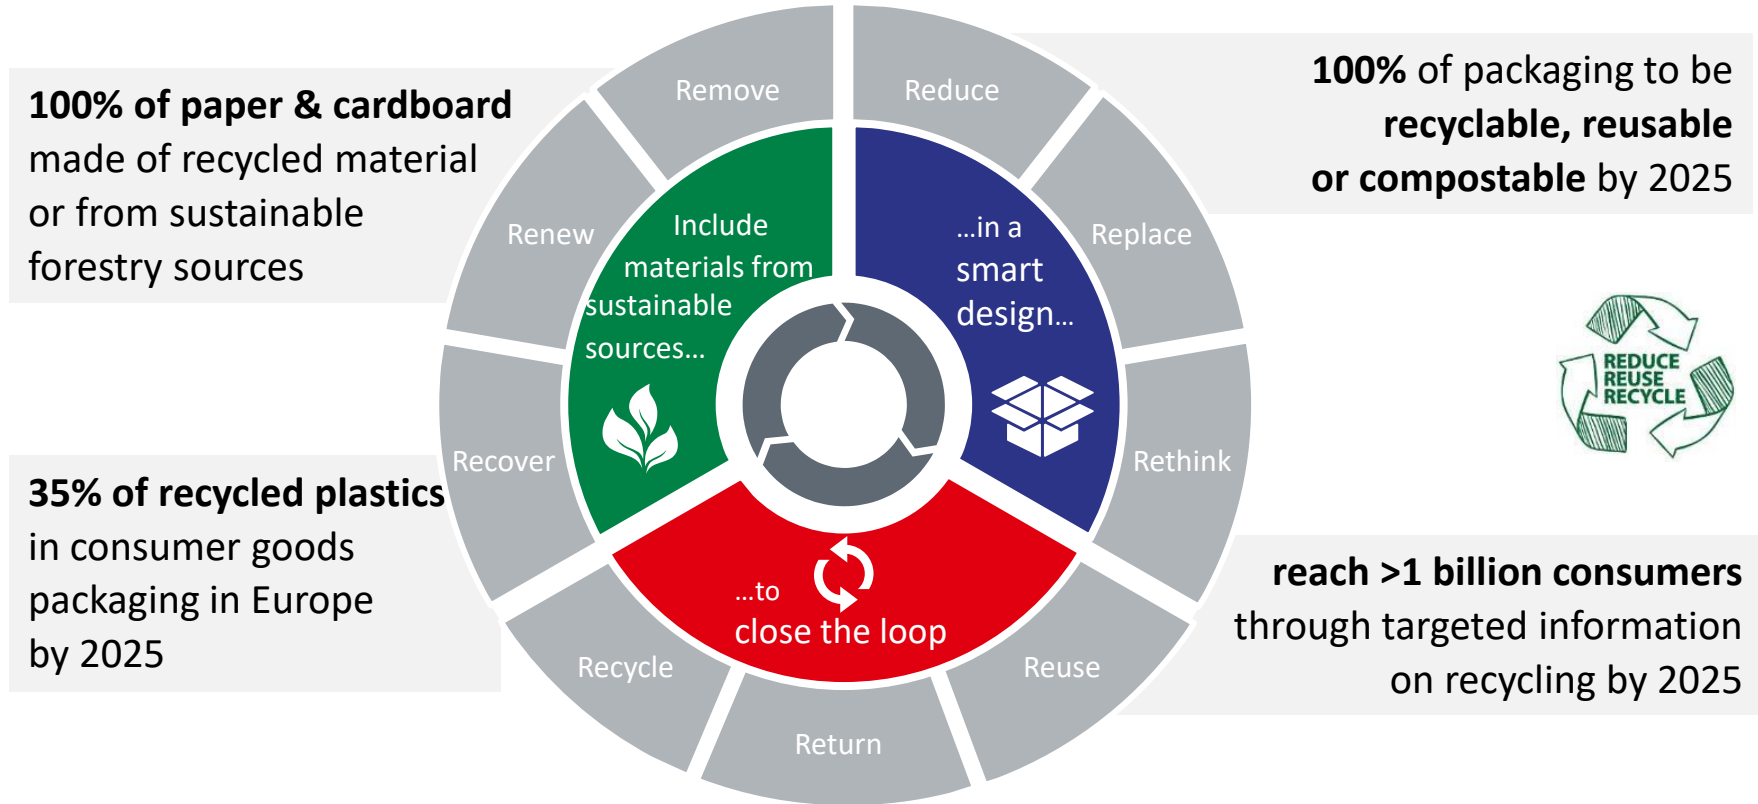 100% of paper & cardboard
made of recycled material
or from sustainable
forestry sources
35% of recycled plastics
in consumer goods
packaging in Europe
by 2025
Remove
Reduce
Renew
Replace
Recover
Rethink
Recycle
Reuse
Return
Include
materials from
sustainable
sources...
...in a
smart
design...
...to
close the loop
100% of packaging to be
recyclable, reusable
or compostable by 2025
REDUCE
REUSE
RECYCLE
reach >1 billion consumers
through targeted information
on recycling by 2025